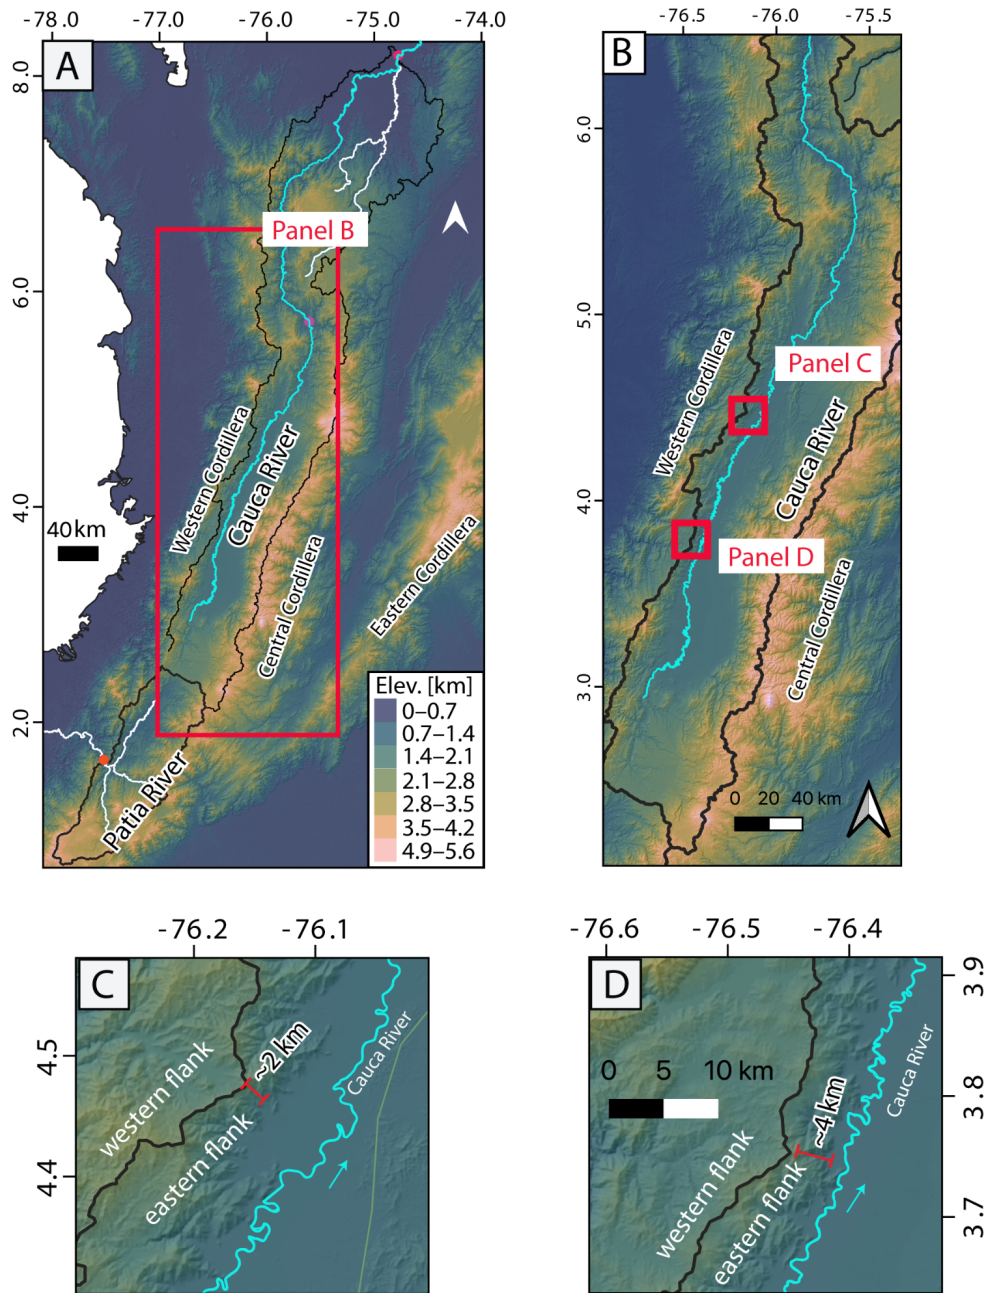 -78.0 -77.0 -76.0 -75.0 -74.0
A
8.0
6.0
4.0
2.0
Panel B
Western Cordillera
Cauca River
Central Cordillera
Eastern Cordillera
40 km
Patia River
Elev. [km]
0–0.7
0.7–1.4
1.4–2.1
2.1–2.8
2.8–3.5
3.5–4.2
4.9–5.6
-76.5 -76.0 -75.5
B
6.0
5.0
4.0
3.0
Western Cordillera
Panel C
Cauca River
Panel D
Central Cordillera
0 20 40 km
-76.2 -76.1
C
4.5
4.4
~2 km
western flank
eastern flank
Cauca River
-76.6 -76.5 -76.4
D
3.9
3.8
3.7
0 5 10 km
~4 km
western flank
eastern flank
Cauca River